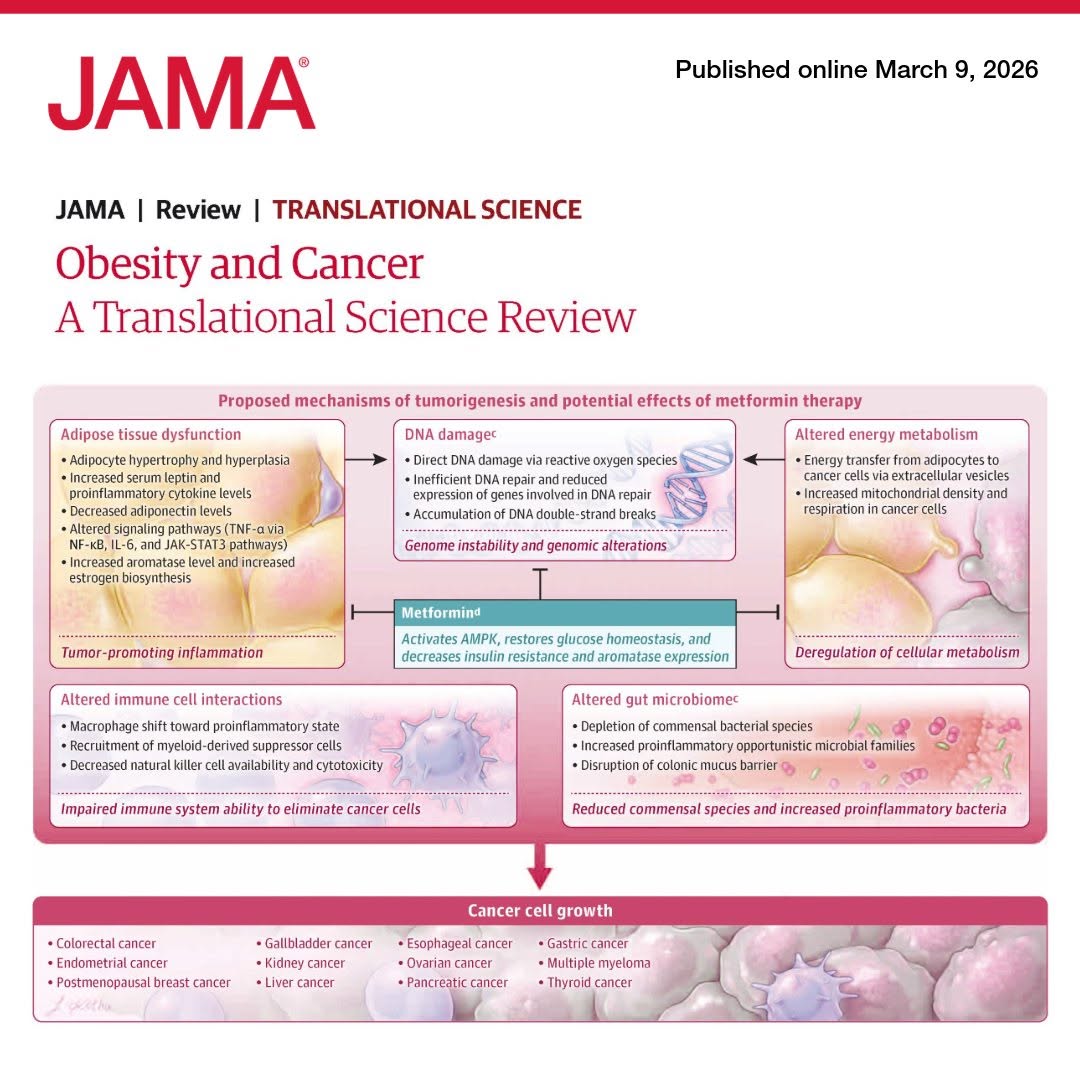 JAMA®
Published online March 9, 2026
JAMA | Review | TRANSLATIONAL SCIENCE
Obesity and Cancer
A Translational Science Review
Proposed mechanisms of tumorigenesis and potential effects of metformin therapy
Adipose tissue dysfunction
• Adipocyte hypertrophy and hyperplasia
• Increased serum leptin and
proinflammatory cytokine levels
• Decreased adiponectin levels
• Altered signaling pathways (TNF-α via
NF-κB, IL-6, and JAK-STAT3 pathways)
• Increased aromatase level and increased
estrogen biosynthesis
Tumor-promoting inflammation
DNA damageᶜ
• Direct DNA damage via reactive oxygen species
• Inefficient DNA repair and reduced
expression of genes involved in DNA repair
• Accumulation of DNA double-strand breaks
Genome instability and genomic alterations
Altered energy metabolism
• Energy transfer from adipocytes to
cancer cells via extracellular vesicles
• Increased mitochondrial density and
respiration in cancer cells
Deregulation of cellular metabolism
Metforminᵈ
Activates AMPK, restores glucose homeostasis, and
decreases insulin resistance and aromatase expression
Altered immune cell interactions
• Macrophage shift toward proinflammatory state
• Recruitment of myeloid-derived suppressor cells
• Decreased natural killer cell availability and cytotoxicity
Impaired immune system ability to eliminate cancer cells
Altered gut microbiomeᶜ
• Depletion of commensal bacterial species
• Increased proinflammatory opportunistic microbial families
• Disruption of colonic mucus barrier
Reduced commensal species and increased proinflammatory bacteria
Cancer cell growth
• Colorectal cancer
• Endometrial cancer
• Postmenopausal breast cancer
• Gallbladder cancer
• Kidney cancer
• Liver cancer
• Esophageal cancer
• Ovarian cancer
• Pancreatic cancer
• Gastric cancer
• Multiple myeloma
• Thyroid cancer